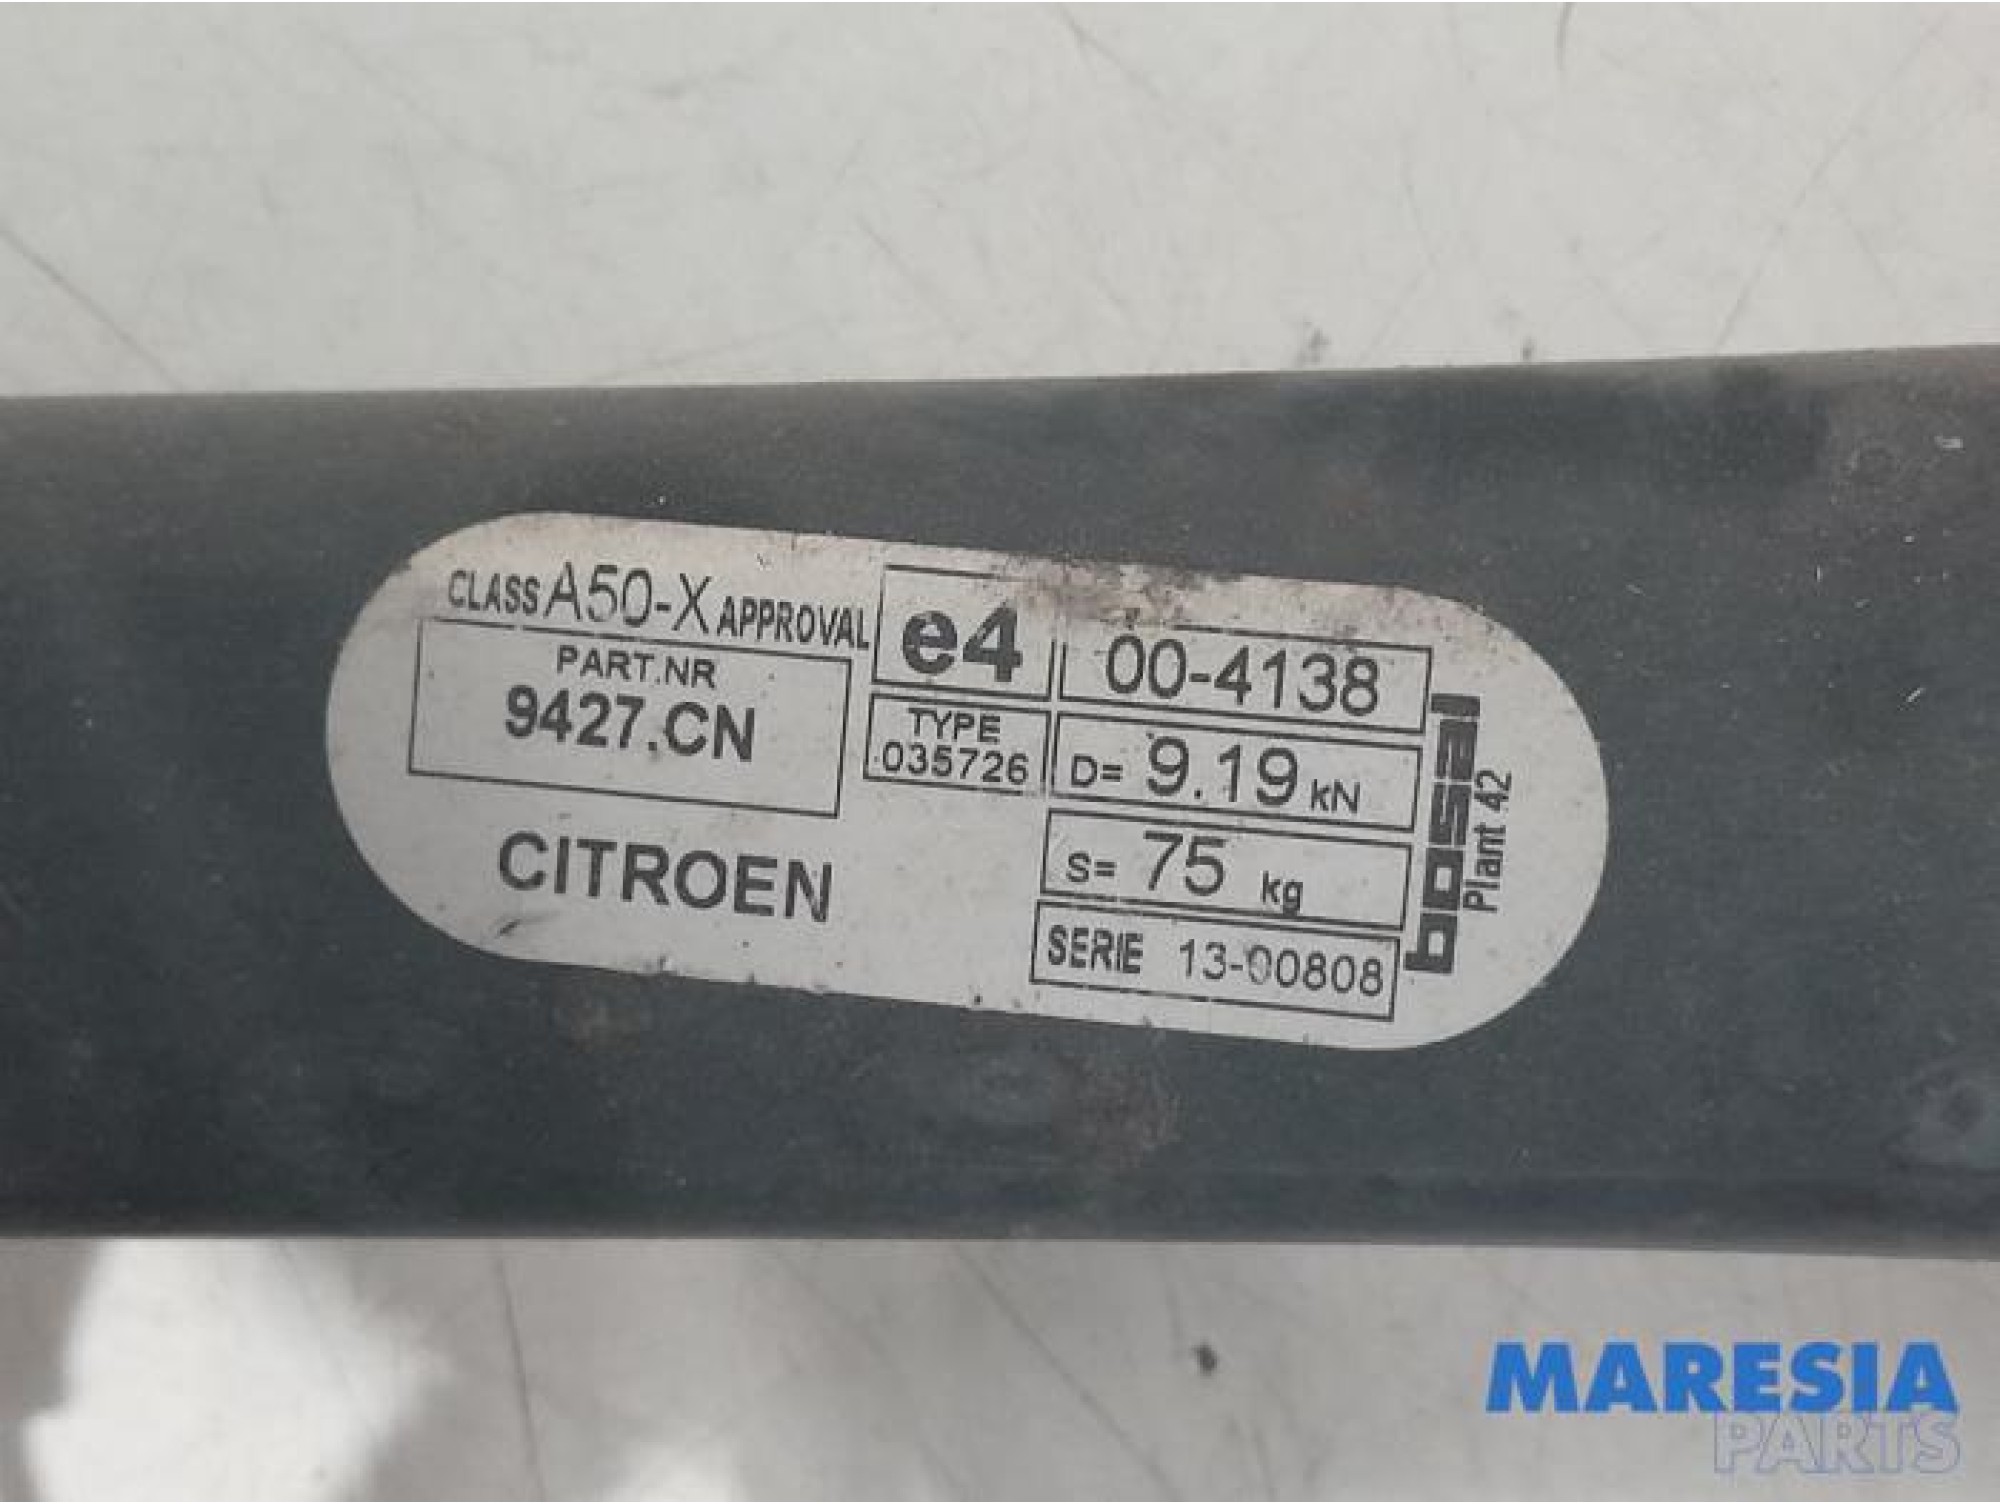 CLASS A50-X APPROVAL
e4
00-4138
PART.NR
9427.CN
TYPE
035726
D= 9.19 kN
S= 75 kg
CITROEN
SERIE 13-00808
bosal
Plant 42
MARESIA
PARTS